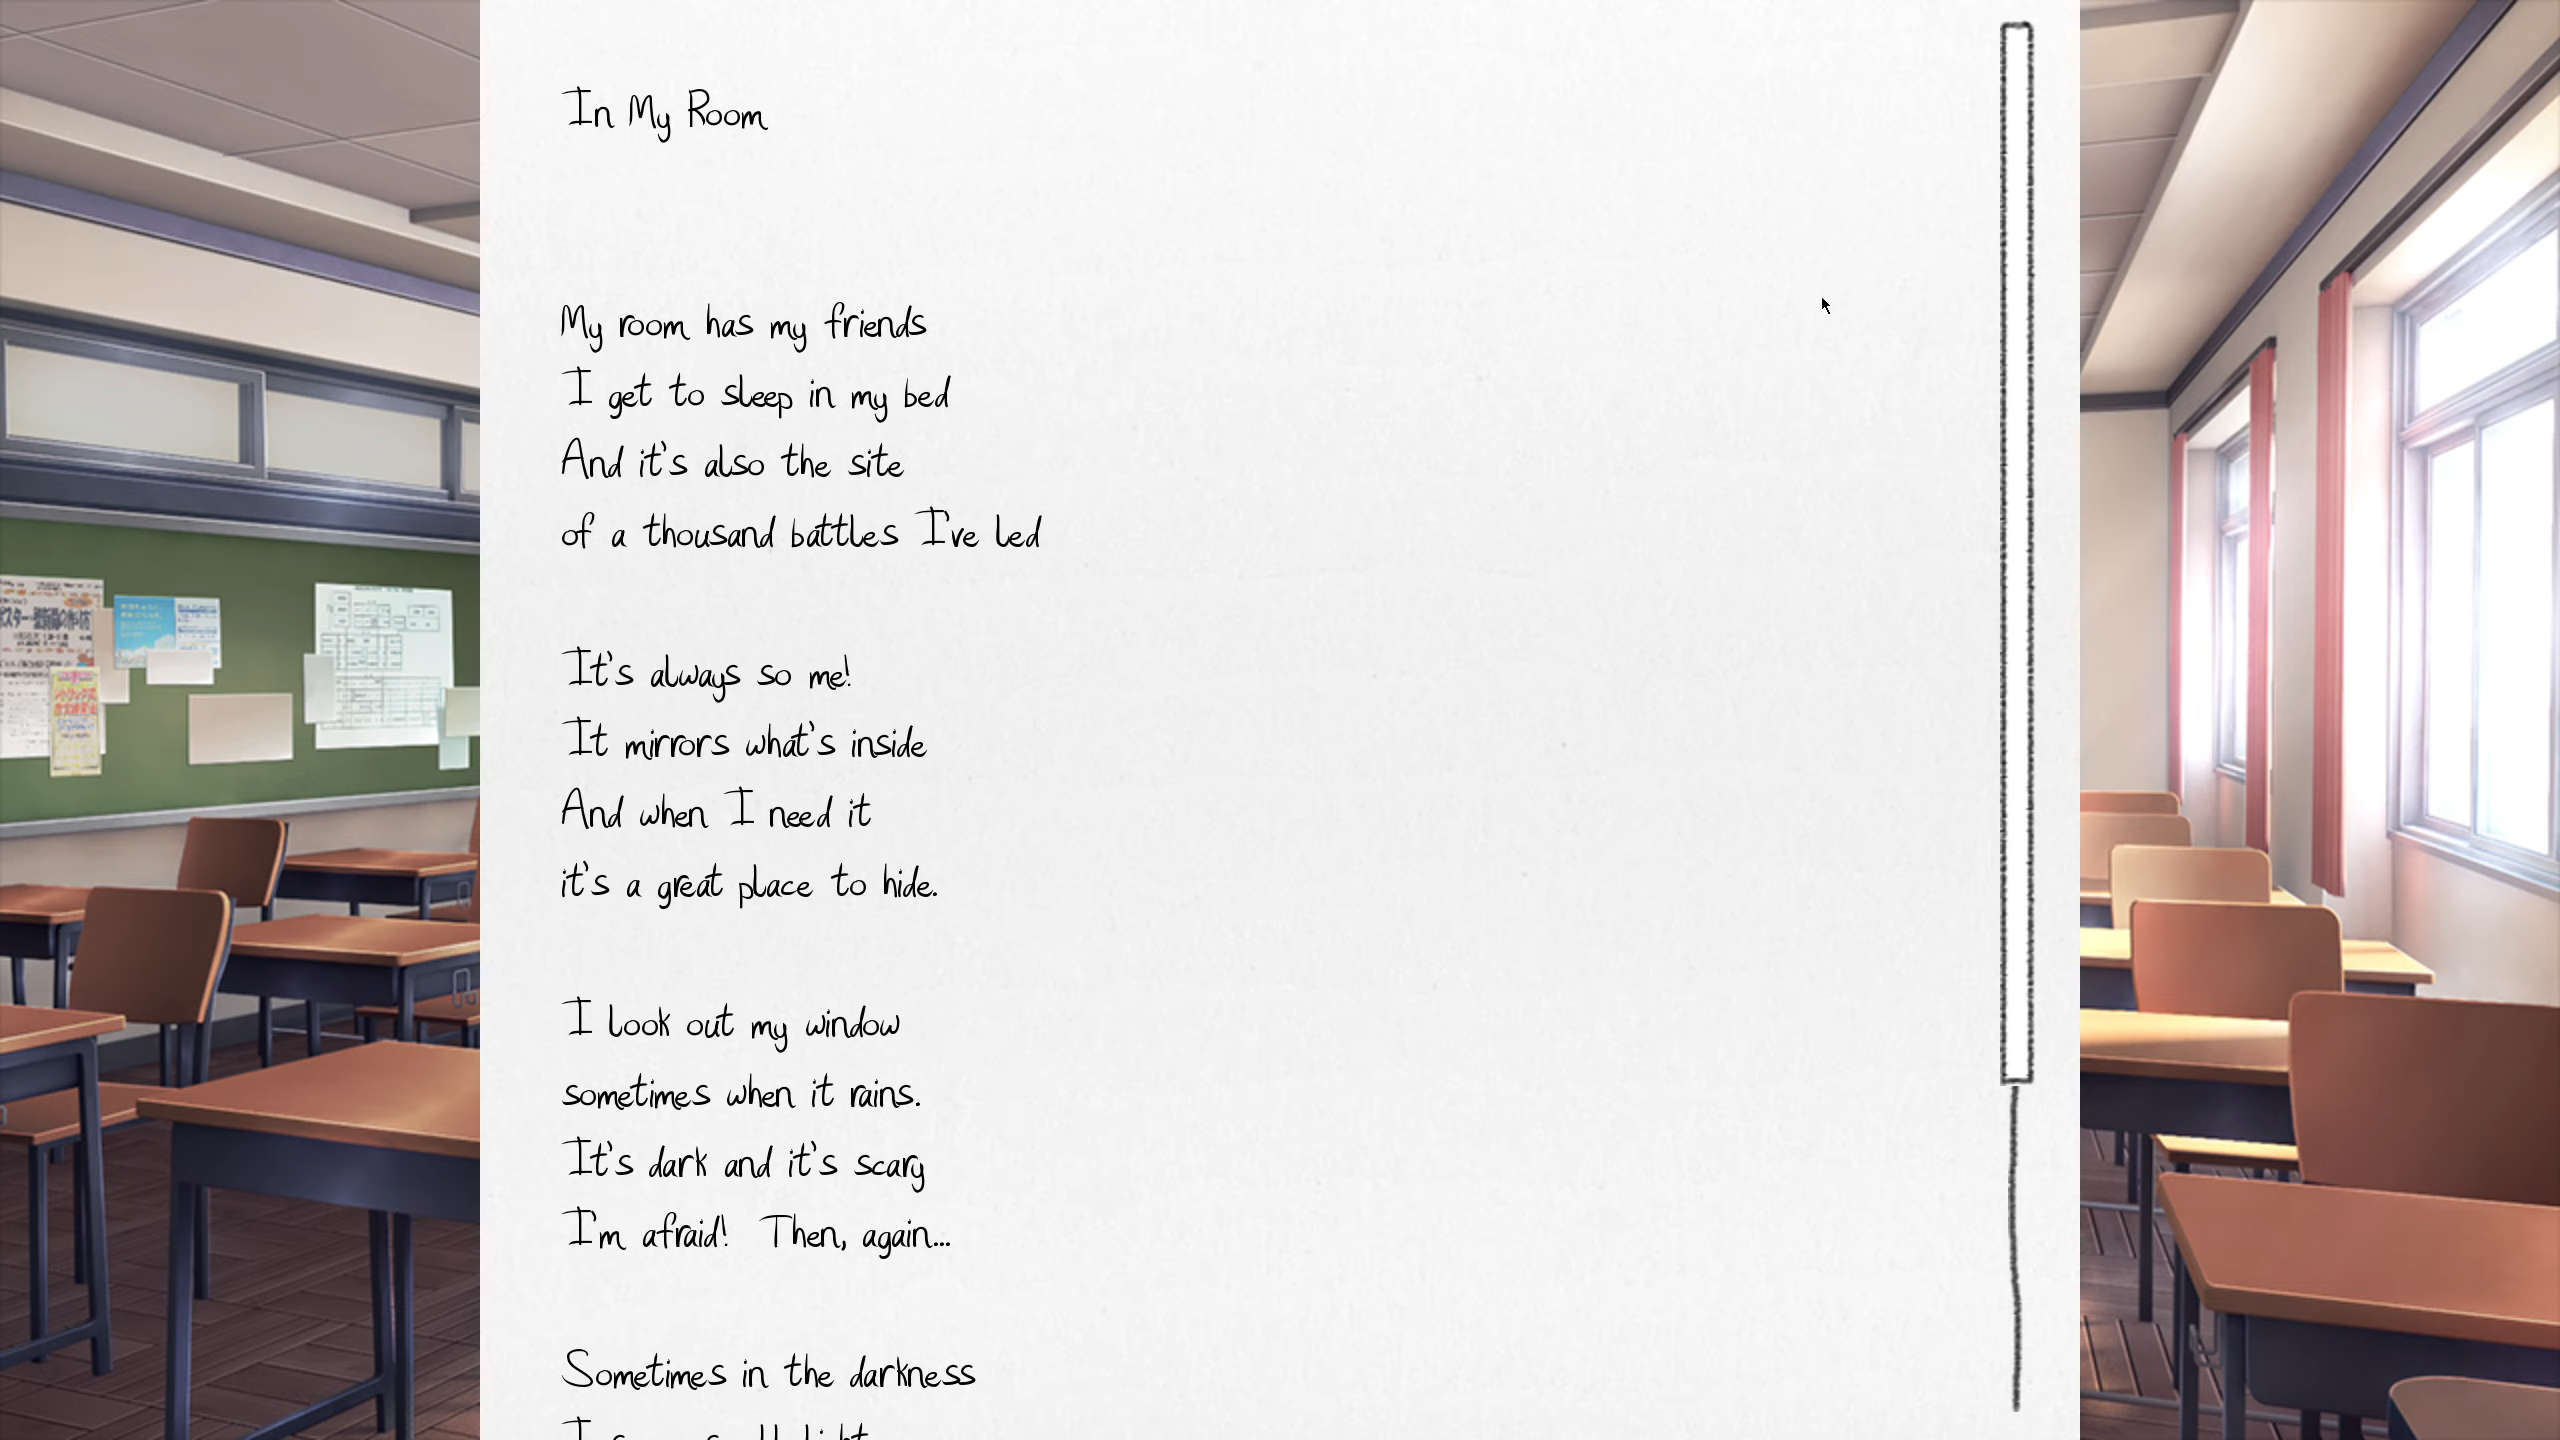 In My Room
My room has my friends
I get to sleep in my bed
And it's also the site
of a thousand battles I've led
It's always so me!
It mirrors what's inside
And when I need it
it's a great place to hide.
I look out my window
sometimes when it rains.
It's dark and it's scary
I'm afraid!  Then, again...
Sometimes in the darkness